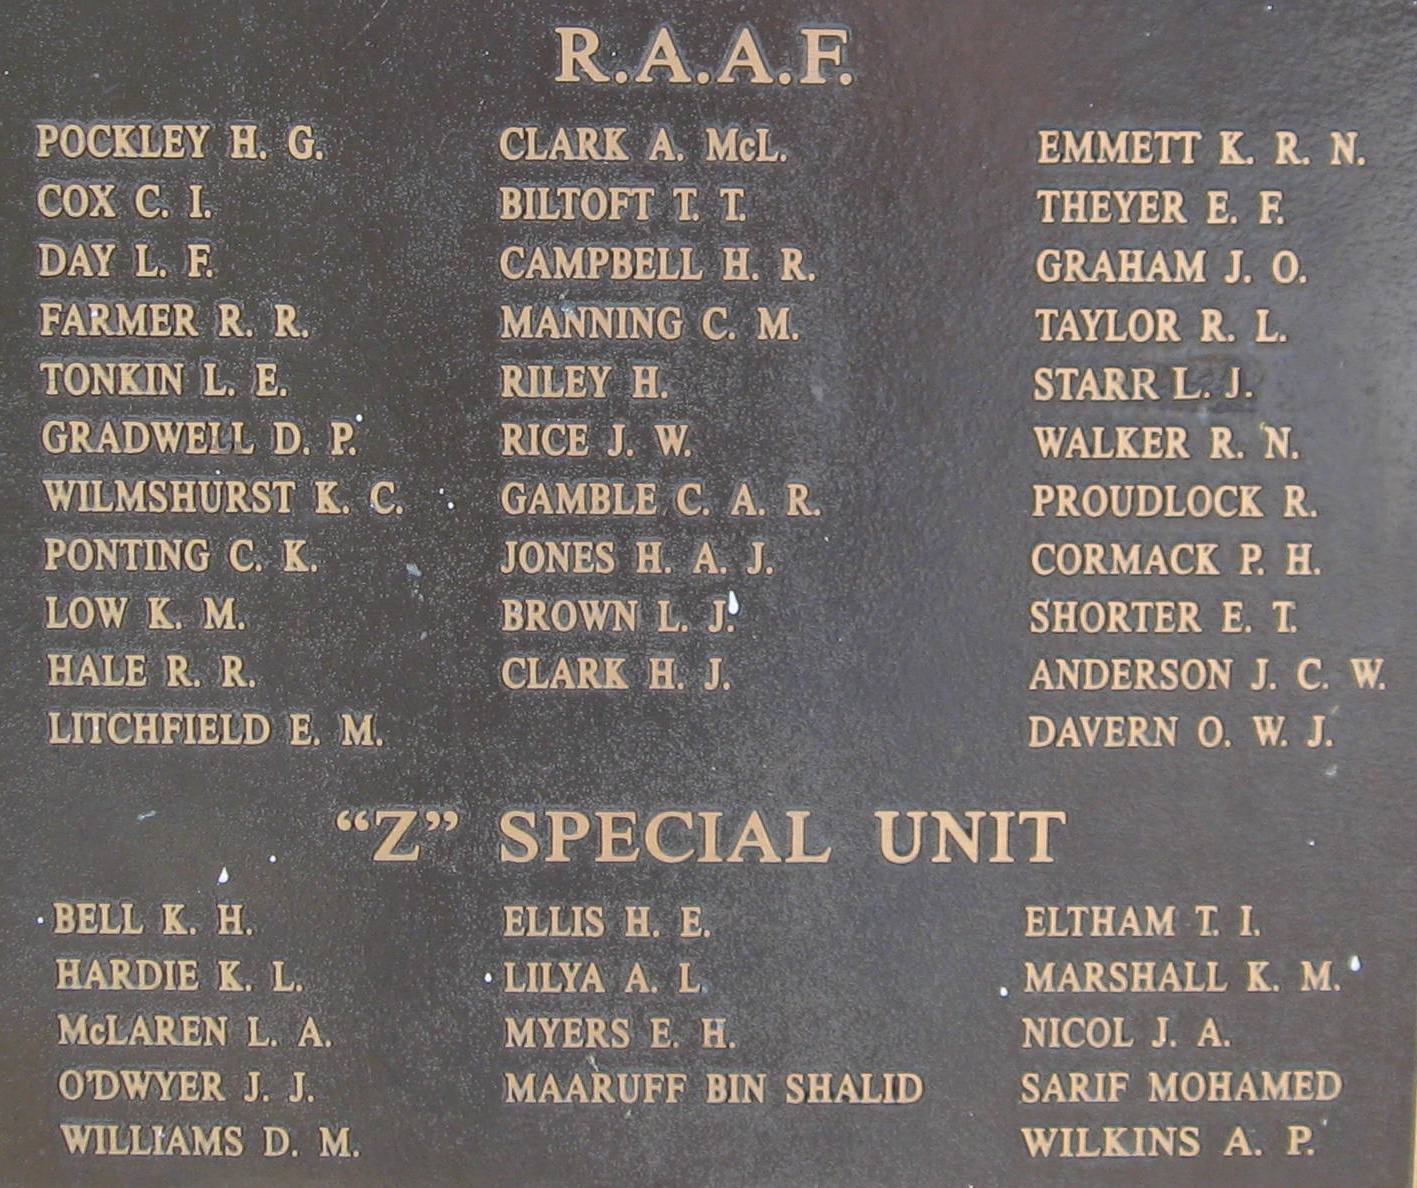 R.A.A.F.
POCKLEY H. G.
COX C. I.
DAY L. F.
FARMER R. R.
TONKIN L. E.
GRADWELL D. P.
WILMSHURST K. C.
PONTING C. K.
LOW K. M.
HALE R. R.
LITCHFIELD E. M.
CLARK A. McL.
BILTOFT T. T.
CAMPBELL H. R.
MANNING C. M.
RILEY H.
RICE J. W.
GAMBLE C. A. R.
JONES H. A. J.
BROWN L. J.
CLARK H. J.
EMMETT K. R. N.
THEYER E. F.
GRAHAM J. O.
TAYLOR R. L.
STARR L. J.
WALKER R. N.
PROUDLOCK R.
CORMACK P. H.
SHORTER E. T.
ANDERSON J. C. W.
DAVERN O. W. J.
“Z” SPECIAL UNIT
BELL K. H.
HARDIE K. L.
McLAREN L. A.
O'DWYER J. J.
WILLIAMS D. M.
ELLIS H. E.
LILYA A. L.
MYERS E. H.
MAARUFF BIN SHALID
ELTHAM T. I.
MARSHALL K. M.
NICOL J. A.
SARIF MOHAMED
WILKINS A. P.